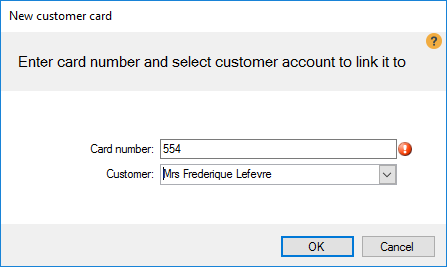 New customer card
?
Enter card number and select customer account to link it to
Card number: 554
Customer: Mrs Frederique Lefevre
OK Cancel